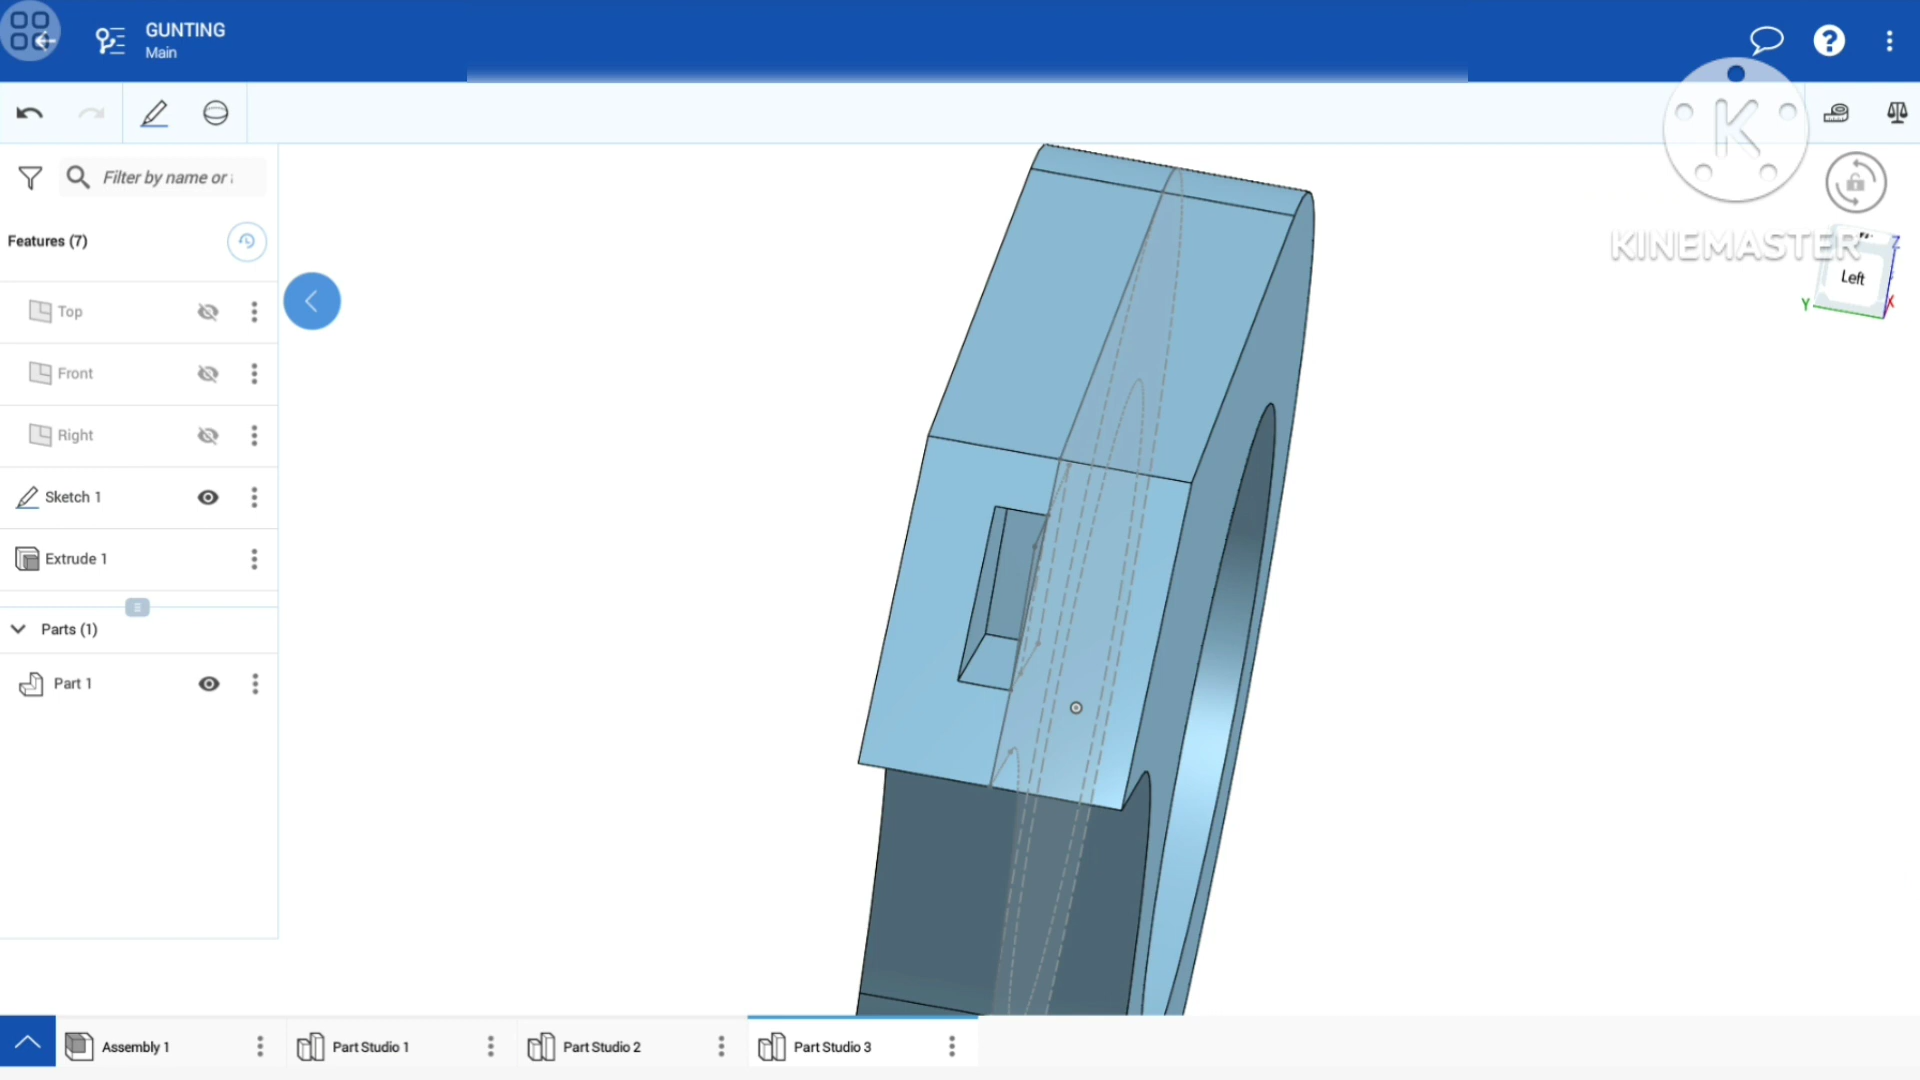 GUNTING
Main
K
KINEMASTER
Filter by name or
Features (7)
Left
Z
Y
X
Top
Front
Right
Sketch 1
Extrude 1
Parts (1)
Part 1
Assembly 1
Part Studio 1
Part Studio 2
Part Studio 3